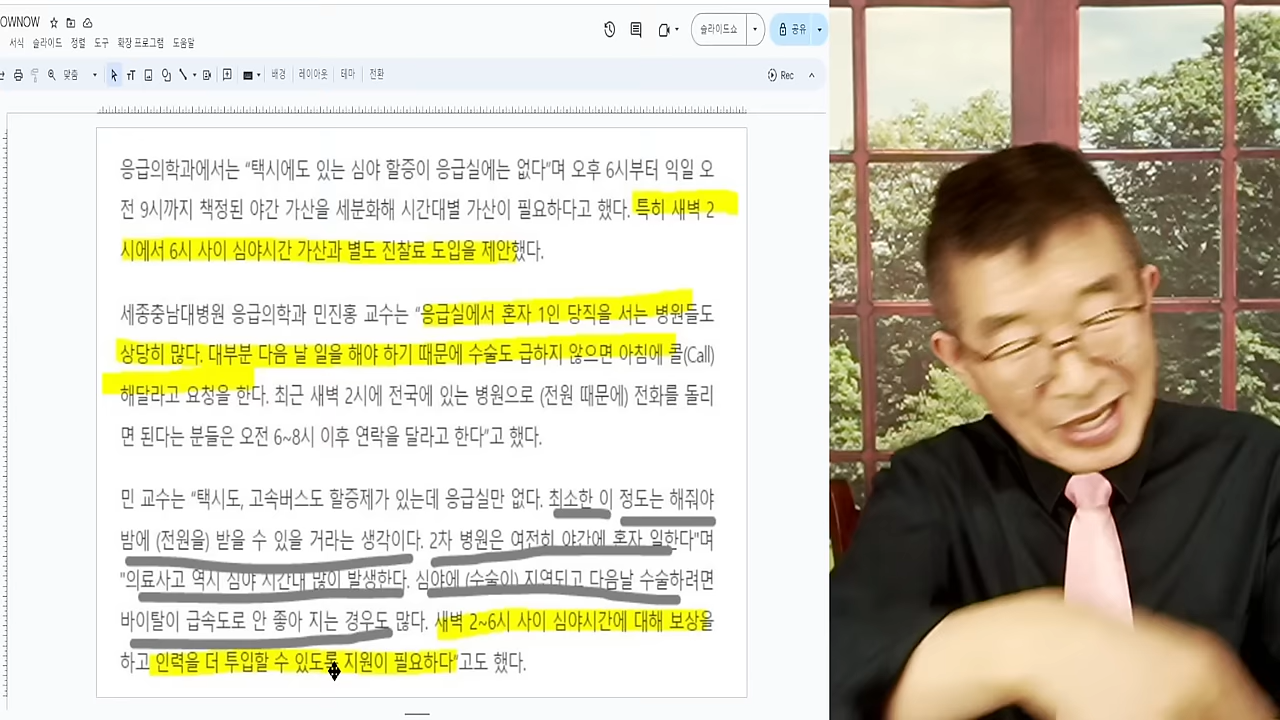 OWNOW
서식 슬라이드 정렬 도구 확장 프로그램 도움말
슬라이드쇼
공유
맞춤
배경 레이아웃 테마 전환
Rec
응급의학과에서는 “택시에도 있는 심야 할증이 응급실에는 없다”며 오후 6시부터 익일 오
전 9시까지 책정된 야간 가산을 세분화해 시간대별 가산이 필요하다고 했다. 특히 새벽 2
시에서 6시 사이 심야시간 가산과 별도 진찰료 도입을 제안했다.
세종충남대병원 응급의학과 민진홍 교수는 “응급실에서 혼자 1인 당직을 서는 병원들도
상당히 많다. 대부분 다음 날 일을 해야 하기 때문에 수술도 급하지 않으면 아침에 콜(Call)
해달라고 요청을 한다. 최근 새벽 2시에 전국에 있는 병원으로 (전원 때문에) 전화를 돌리
면 된다는 분들은 오전 6~8시 이후 연락을 달라고 한다”고 했다.
민 교수는 “택시도, 고속버스도 할증제가 있는데 응급실만 없다. 최소한 이 정도는 해줘야
밤에 (전원을) 받을 수 있을 거라는 생각이다. 2차 병원은 여전히 야간에 혼자 일한다”며
"의료사고 역시 심야 시간대 많이 발생한다. 심야에 (수술이) 지연되고 다음날 수술하려면
바이탈이 급속도로 안 좋아 지는 경우도 많다. 새벽 2~6시 사이 심야시간에 대해 보상을
하고 인력을 더 투입할 수 있도록 지원이 필요하다”고도 했다.